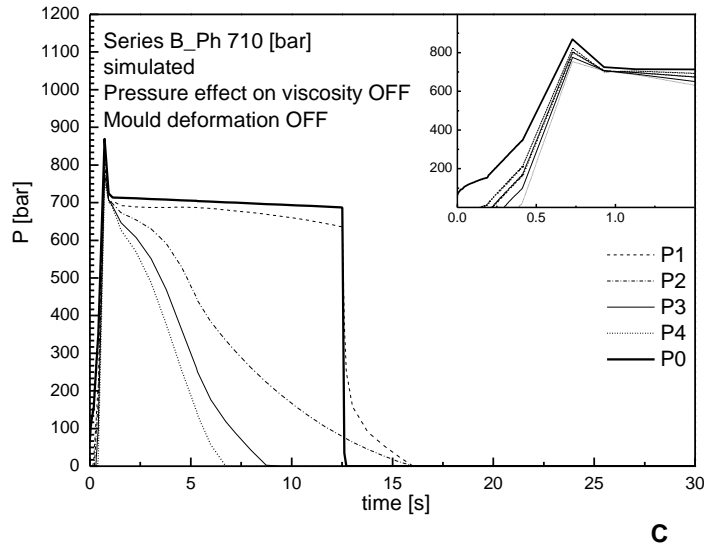 Series B_Ph 710 [bar]
simulated
Pressure effect on viscosity OFF
Mould deformation OFF
P [bar]
1200
1100
1000
900
800
700
600
500
400
300
200
100
0
0 5 10 15 20 25 30
time [s]
800
600
400
200
0.0 0.5 1.0
P1
P2
P3
P4
P0
C